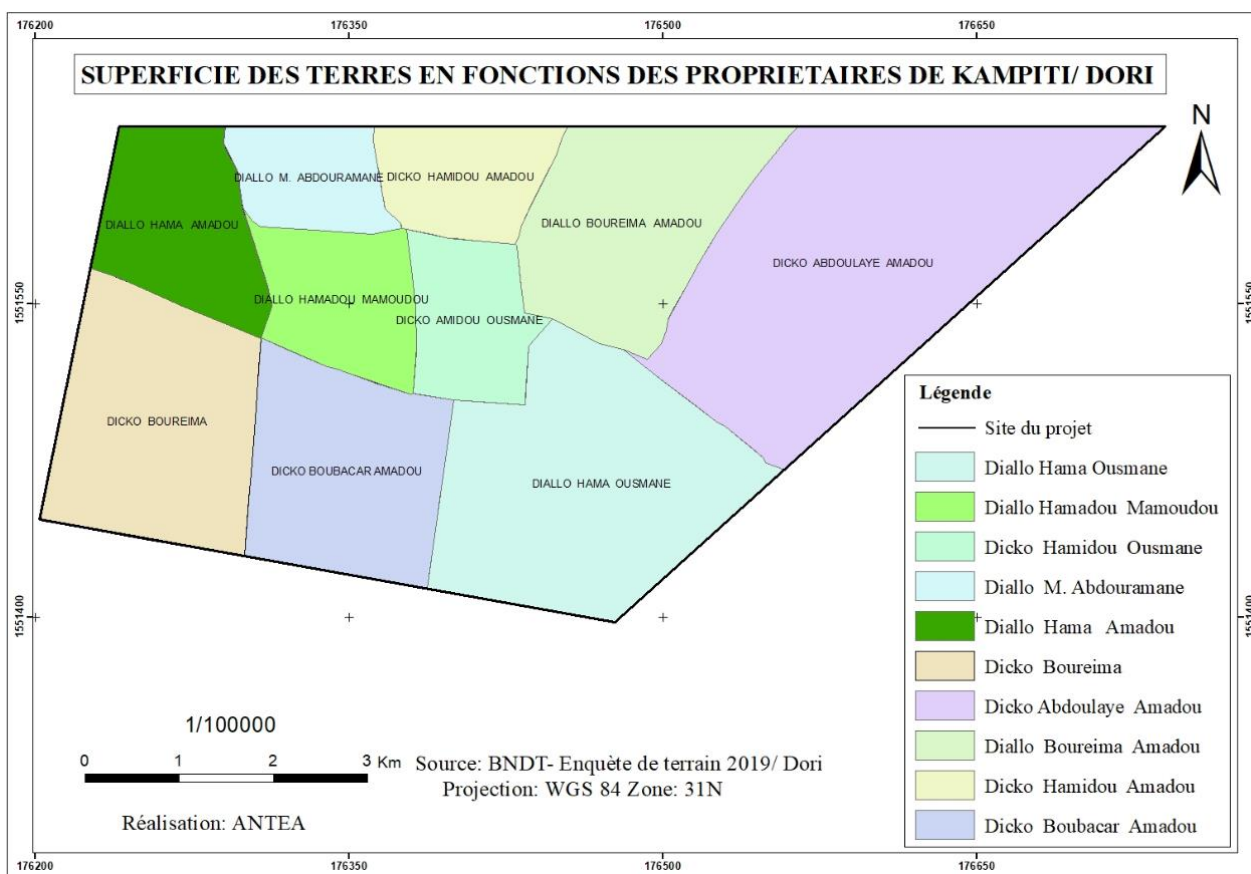 176200 176350 176500 176650
SUPERFICIE DES TERRES EN FONCTIONS DES PROPRIETAIRES DE KAMPITI/ DORI
N
DIALLO M. ABDOURAMANE
DICKO HAMIDOU AMADOU
DIALLO HAMA AMADOU
DIALLO BOUREIMA AMADOU
DICKO ABDOULAYE AMADOU
DIALLO HAMADOU MAMOUDOU
DICKO AMIDOU OUSMANE
1551550
1551550
DICKO BOUREIMA
DICKO BOUBACAR AMADOU
DIALLO HAMA OUSMANE
1551400
1551400
Légende
Site du projet
Diallo Hama Ousmane
Diallo Hamadou Mamoudou
Dicko Hamidou Ousmane
Diallo M. Abdouramane
Diallo Hama Amadou
Dicko Boureima
Dicko Abdoulaye Amadou
Diallo Boureima Amadou
Dicko Hamidou Amadou
Dicko Boubacar Amadou
1/100000
0 1 2 3 Km
Source: BNDT- Enquète de terrain 2019/ Dori
Projection: WGS 84 Zone: 31N
Réalisation: ANTEA
176200 176350 176500 176650